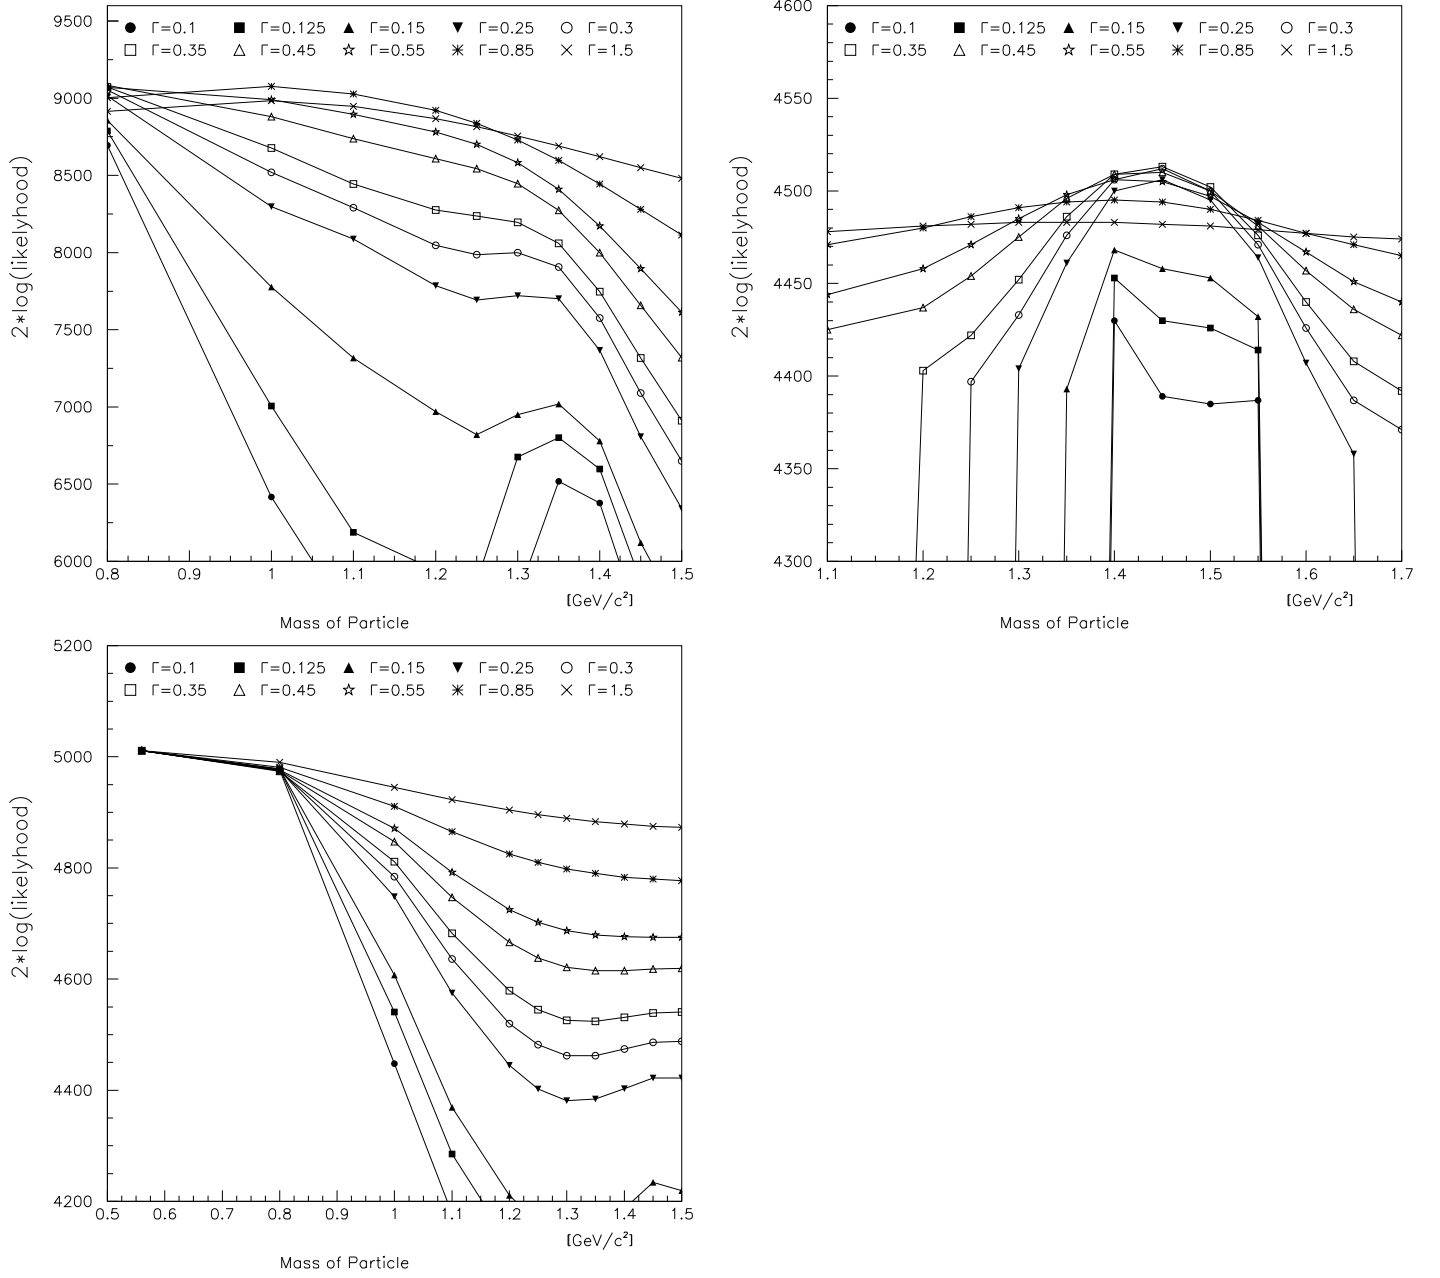 9500
9000
8500
8000
7500
7000
6500
6000
2*log(likelyhood)
Γ=0.1 Γ=0.125 Γ=0.15 Γ=0.25 Γ=0.3
Γ=0.35 Γ=0.45 Γ=0.55 Γ=0.85 Γ=1.5
0.8 0.9 1 1.1 1.2 1.3 1.4 1.5
[GeV/c²]
Mass of Particle
4600
4550
4500
4450
4400
4350
4300
2*log(likelyhood)
Γ=0.1 Γ=0.125 Γ=0.15 Γ=0.25 Γ=0.3
Γ=0.35 Γ=0.45 Γ=0.55 Γ=0.85 Γ=1.5
1.1 1.2 1.3 1.4 1.5 1.6 1.7
[GeV/c²]
Mass of Particle
5200
5000
4800
4600
4400
4200
2*log(likelyhood)
Γ=0.1 Γ=0.125 Γ=0.15 Γ=0.25 Γ=0.3
Γ=0.35 Γ=0.45 Γ=0.55 Γ=0.85 Γ=1.5
0.5 0.6 0.7 0.8 0.9 1 1.1 1.2 1.3 1.4 1.5
[GeV/c²]
Mass of Particle